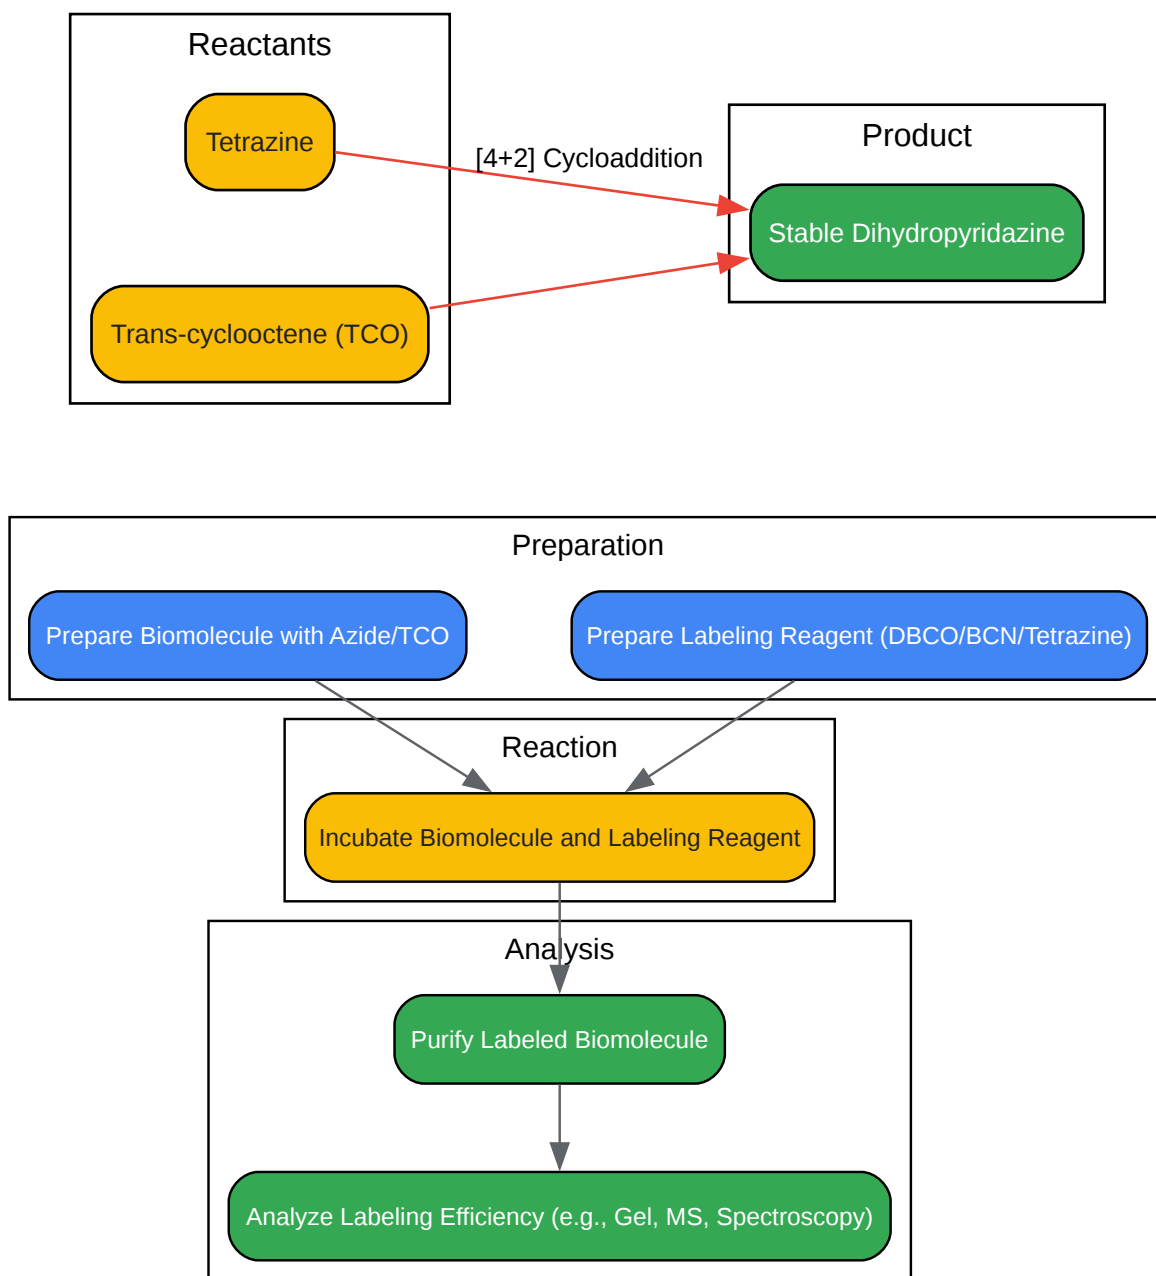 Reactants
Tetrazine
Trans-cyclooctene (TCO)
[4+2] Cycloaddition
Product
Stable Dihydropyridazine
Preparation
Prepare Biomolecule with Azide/TCO
Prepare Labeling Reagent (DBCO/BCN/Tetrazine)
Reaction
Incubate Biomolecule and Labeling Reagent
Analysis
Purify Labeled Biomolecule
Analyze Labeling Efficiency (e.g., Gel, MS, Spectroscopy)